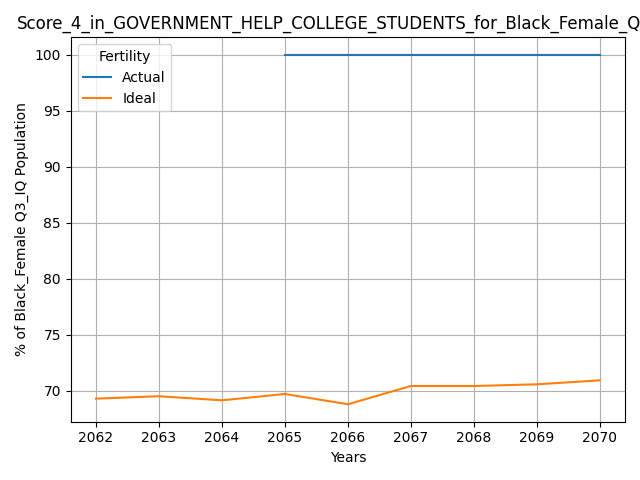 Score_4_in_GOVERNMENT_HELP_COLLEGE_STUDENTS_for_Black_Female_Q
Fertility
Actual
Ideal
% of Black_Female Q3_IQ Population
100
95
90
85
80
75
70
2062 2063 2064 2065 2066 2067 2068 2069 2070
Years